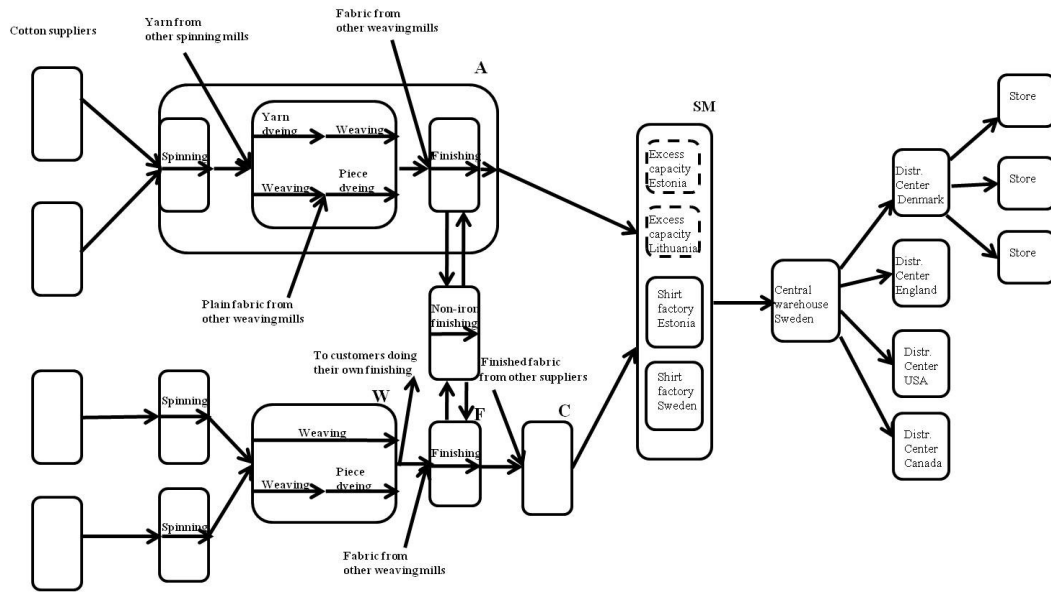 Cotton suppliers
Yarn from
other spinning mills
Fabric from
other weaving mills
A
Spinning
Yarn
dyeing
Weaving
Weaving
Piece
dyeing
Finishing
Plain fabric from
other weaving mills
Non-iron
finishing
To customers doing
their own finishing
Finished fabric
from other suppliers
Spinning
Spinning
W
Weaving
Weaving
Piece
dyeing
F
Finishing
Fabric from
other weaving mills
C
SM
Excess
capacity
Estonia
Excess
capacity
Lithuania
Shirt
factory
Estonia
Shirt
factory
Sweden
Central
warehouse
Sweden
Distr.
Center
Denmark
Distr.
Center
England
Distr.
Center
USA
Distr.
Center
Canada
Store
Store
Store